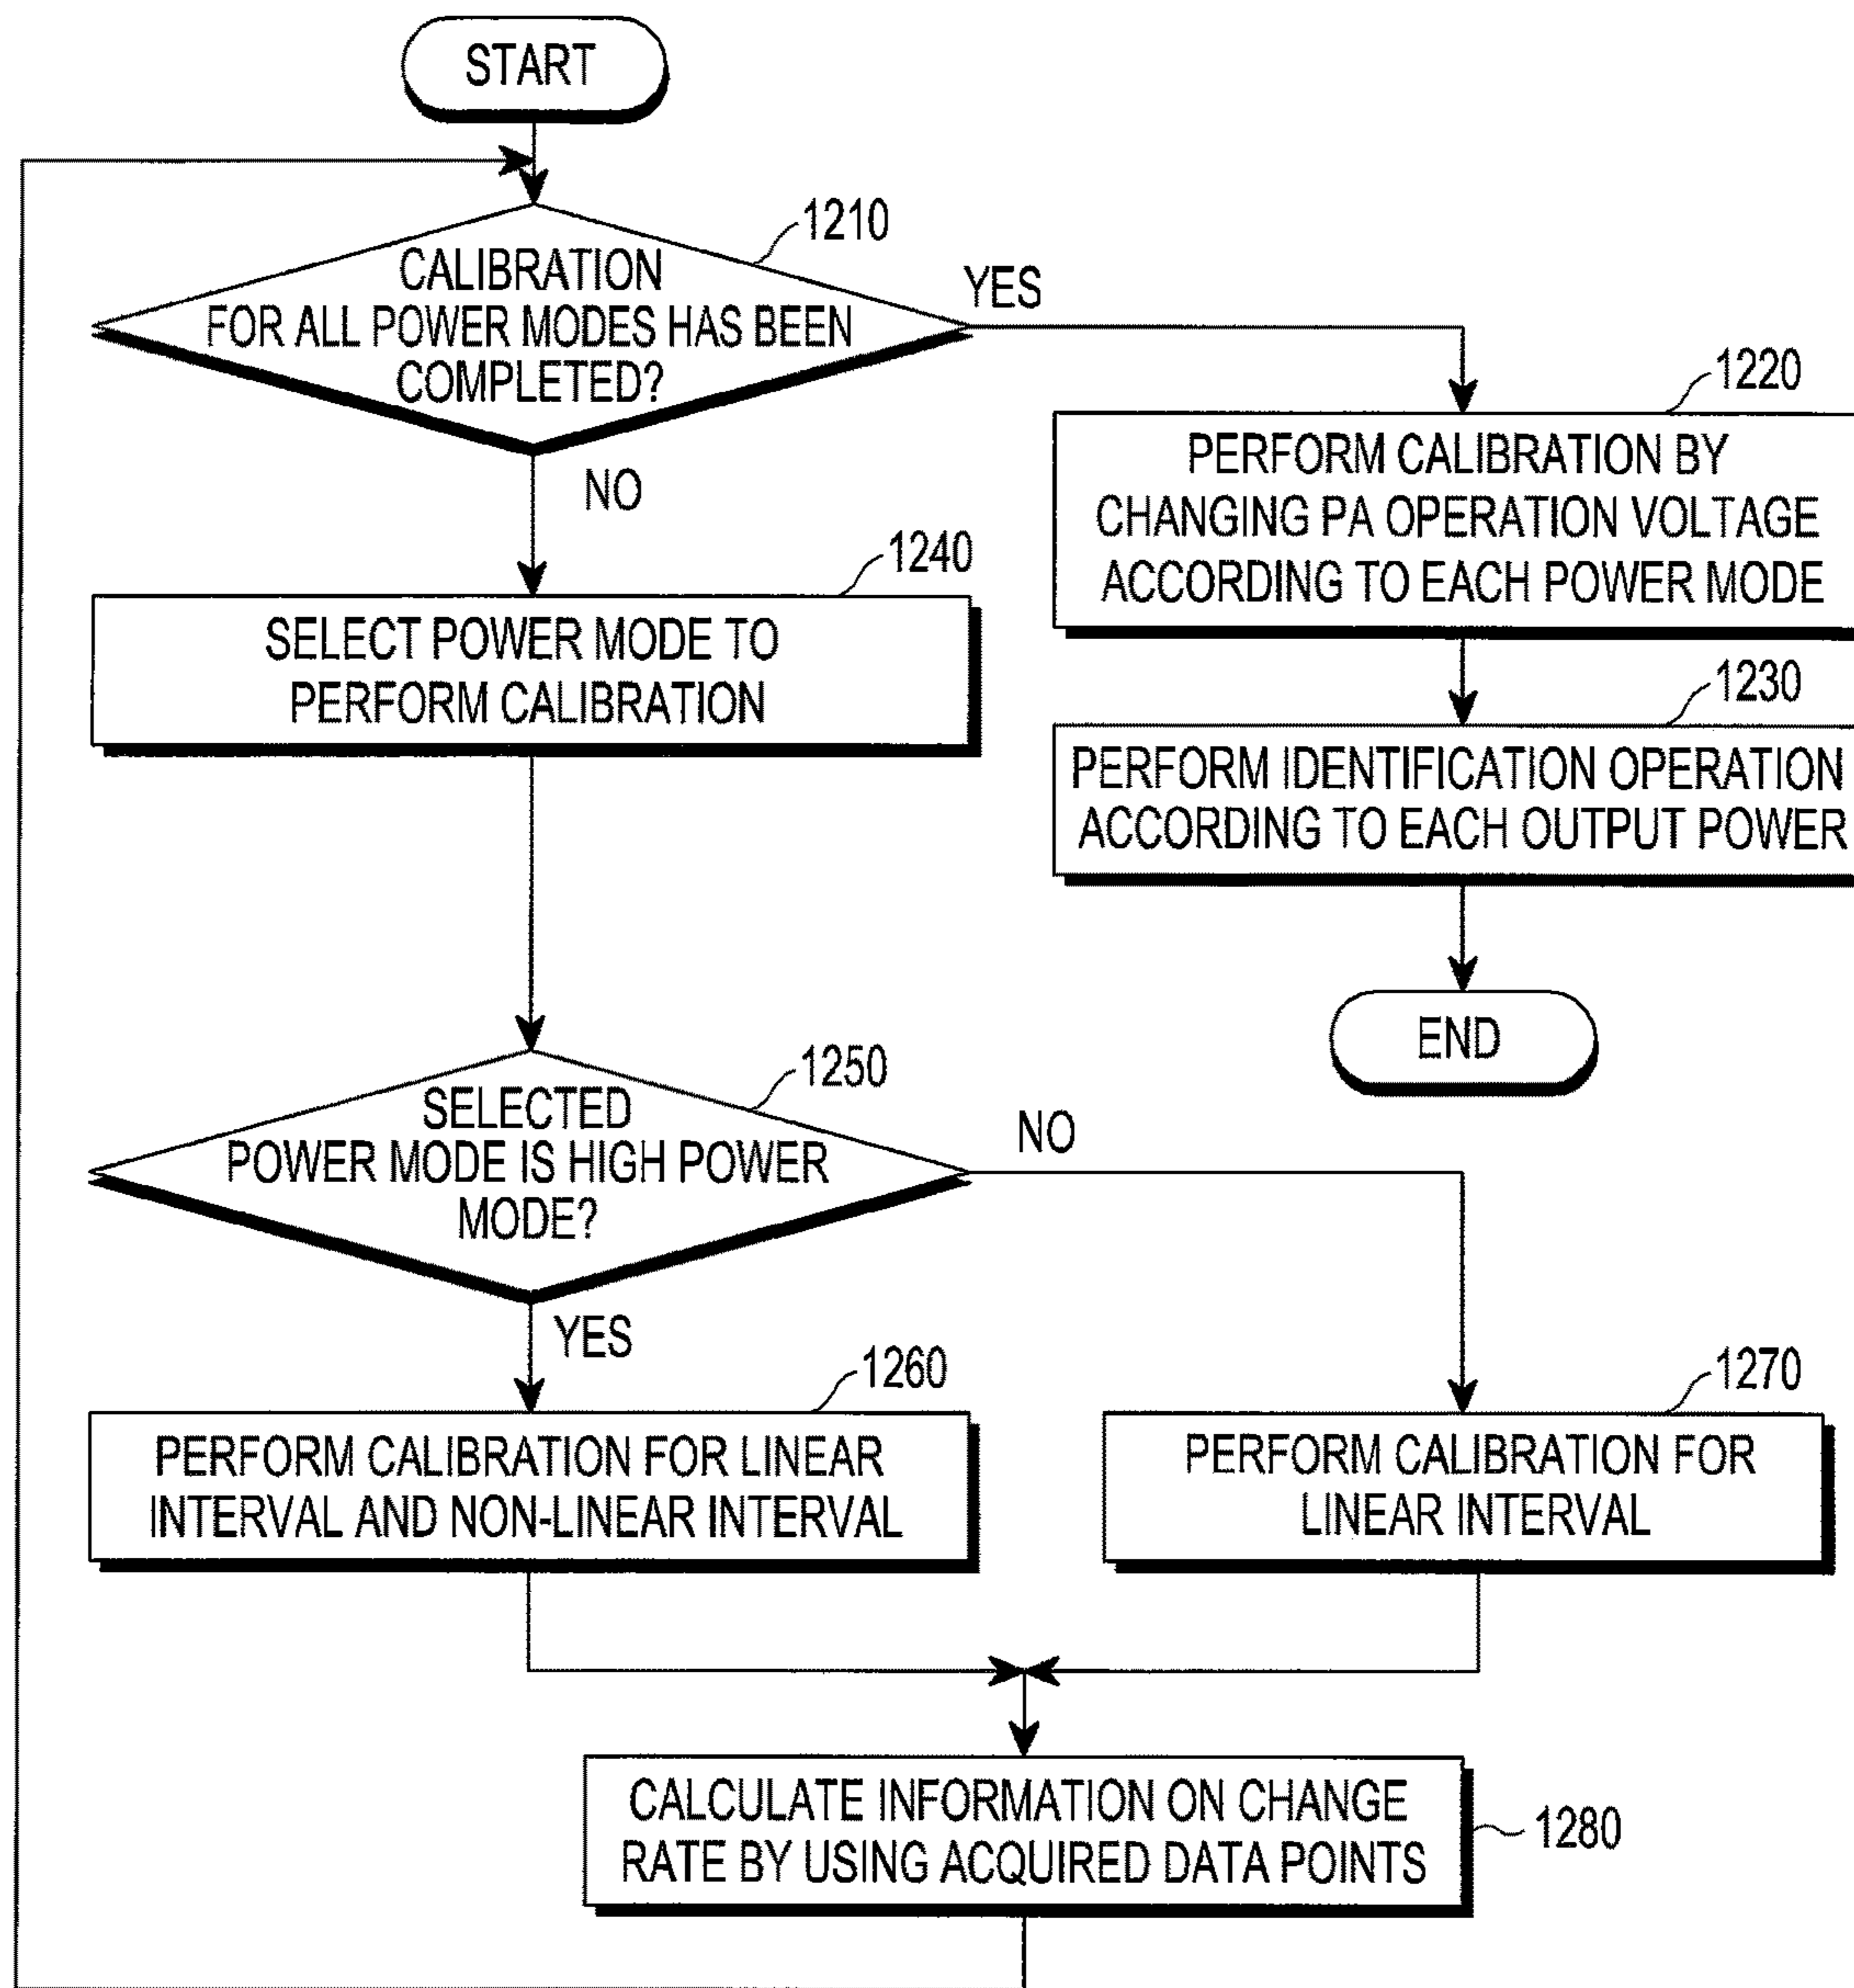 START
1210
CALIBRATION
FOR ALL POWER MODES HAS BEEN
COMPLETED?
YES
NO
1220
PERFORM CALIBRATION BY
CHANGING PA OPERATION VOLTAGE
ACCORDING TO EACH POWER MODE
1240
SELECT POWER MODE TO
PERFORM CALIBRATION
1230
PERFORM IDENTIFICATION OPERATION
ACCORDING TO EACH OUTPUT POWER
END
1250
SELECTED
POWER MODE IS HIGH POWER
MODE?
NO
YES
1260
PERFORM CALIBRATION FOR LINEAR
INTERVAL AND NON-LINEAR INTERVAL
1270
PERFORM CALIBRATION FOR
LINEAR INTERVAL
CALCULATE INFORMATION ON CHANGE
RATE BY USING ACQUIRED DATA POINTS
1280